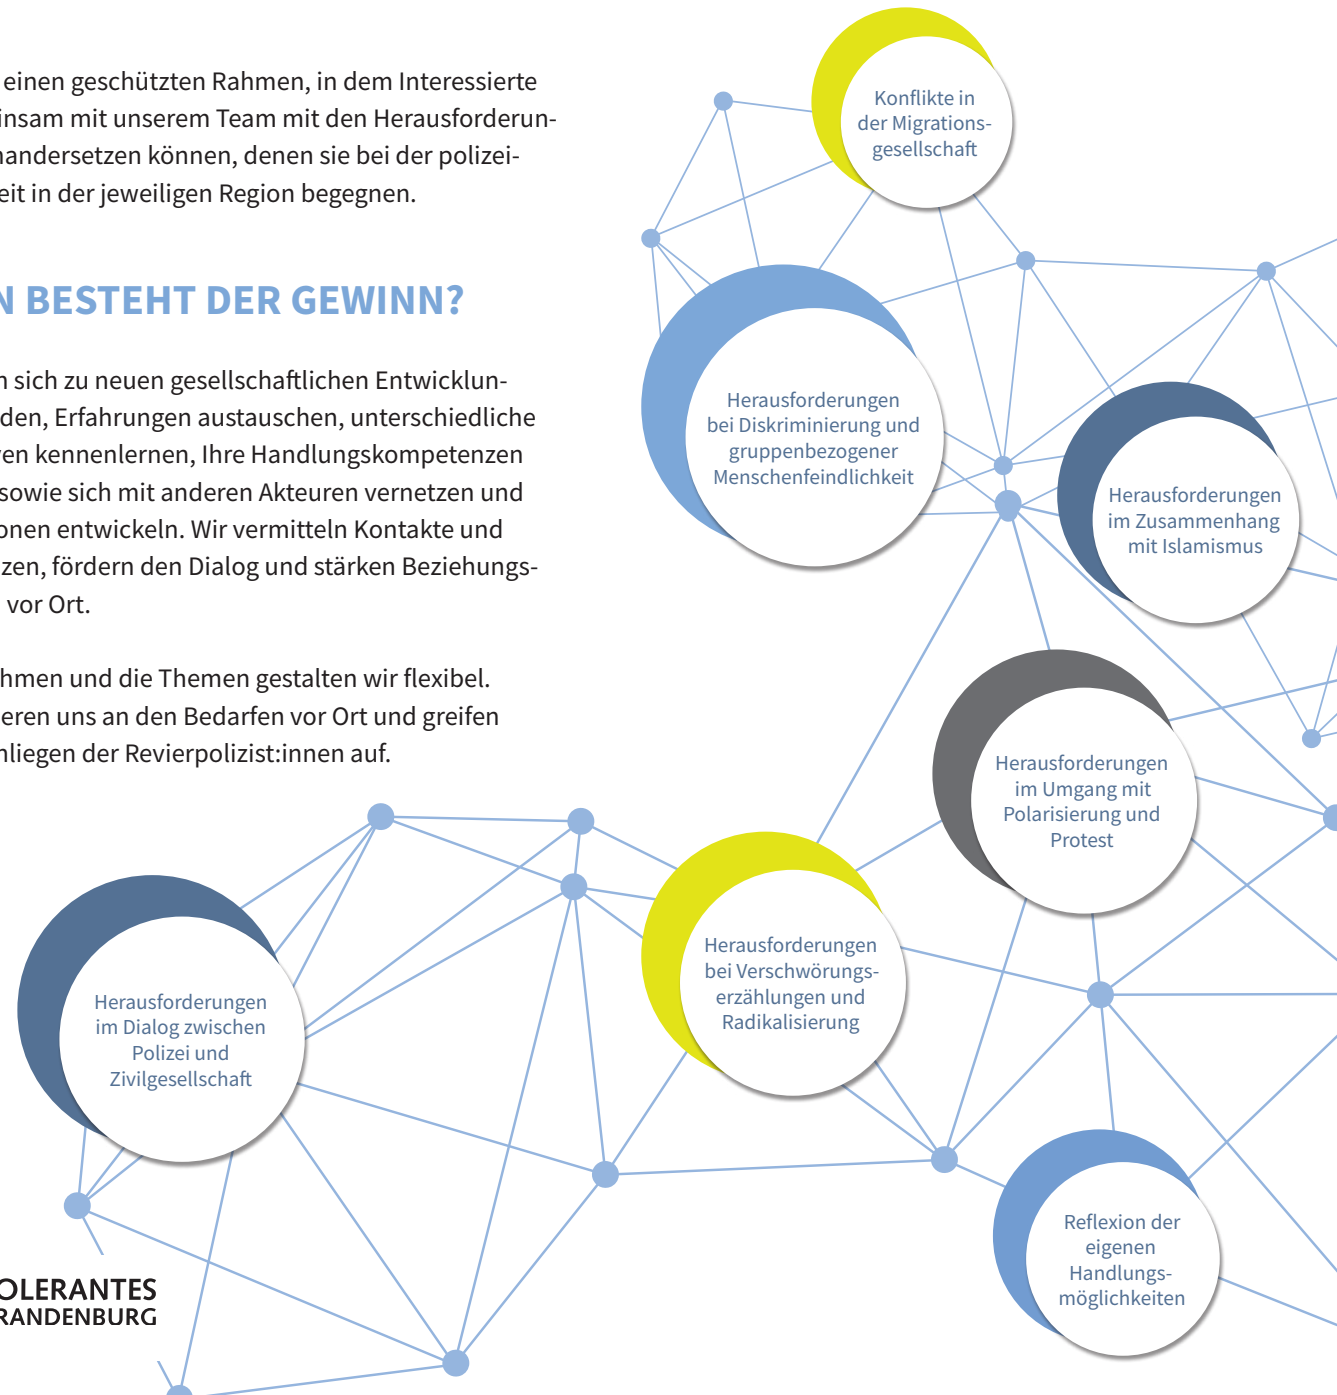 einen geschützten Rahmen, in dem Interessierte
insam mit unserem Team mit den Herausforderun-
nandersetzen können, denen sie bei der polizei-
eit in der jeweiligen Region begegnen.
N BESTEHT DER GEWINN?
n sich zu neuen gesellschaftlichen Entwicklun-
den, Erfahrungen austauschen, unterschiedliche
ven kennenlernen, Ihre Handlungskompetenzen
sowie sich mit anderen Akteuren vernetzen und
onen entwickeln. Wir vermitteln Kontakte und
zen, fördern den Dialog und stärken Beziehungs-
vor Ort.
hmen und die Themen gestalten wir flexibel.
eren uns an den Bedarfen vor Ort und greifen
nliegen der Revierpolizist:innen auf.
Konflikte in
der Migrations-
gesellschaft
Herausforderungen
bei Diskriminierung und
gruppenbezogener
Menschenfeindlichkeit
Herausforderungen
im Zusammenhang
mit Islamismus
Herausforderungen
im Umgang mit
Polarisierung und
Protest
Herausforderungen
bei Verschwörungs-
erzählungen und
Radikalisierung
Herausforderungen
im Dialog zwischen
Polizei und
Zivilgesellschaft
Reflexion der
eigenen
Handlungs-
möglichkeiten
OLERANTES
RANDENBURG